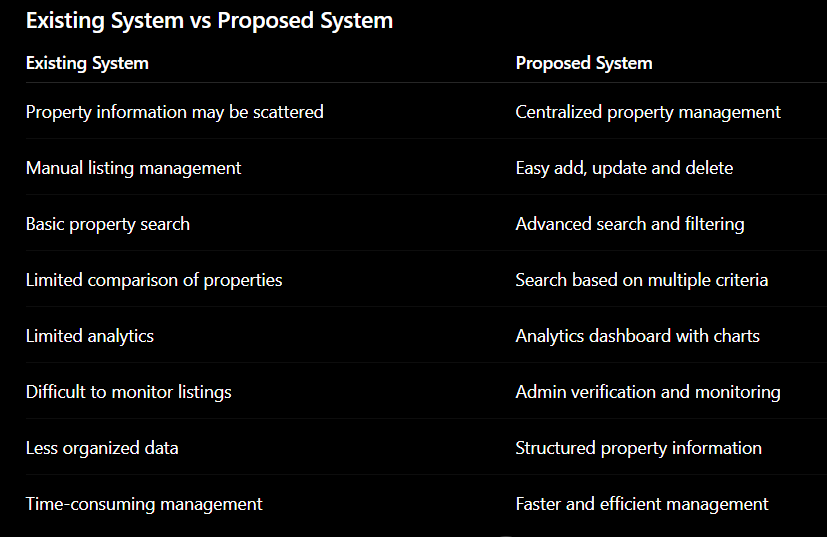 Existing System vs Proposed System
Existing System Proposed System
Property information may be scattered Centralized property management
Manual listing management Easy add, update and delete
Basic property search Advanced search and filtering
Limited comparison of properties Search based on multiple criteria
Limited analytics Analytics dashboard with charts
Difficult to monitor listings Admin verification and monitoring
Less organized data Structured property information
Time-consuming management Faster and efficient management